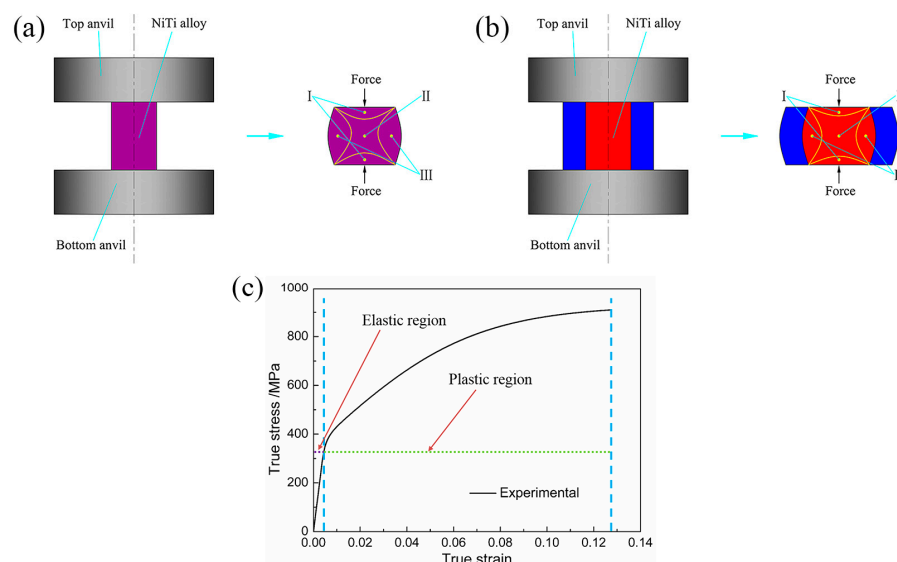 (a)
Top anvil
NiTi alloy
Force
I
II
III
Force
Bottom anvil
(b)
Top anvil
NiTi alloy
Force
I
Force
Bottom anvil
(c)
1000
800
600
400
200
0
True stress /MPa
Elastic region
Plastic region
Experimental
0.00 0.02 0.04 0.06 0.08 0.10 0.12 0.14
True strain